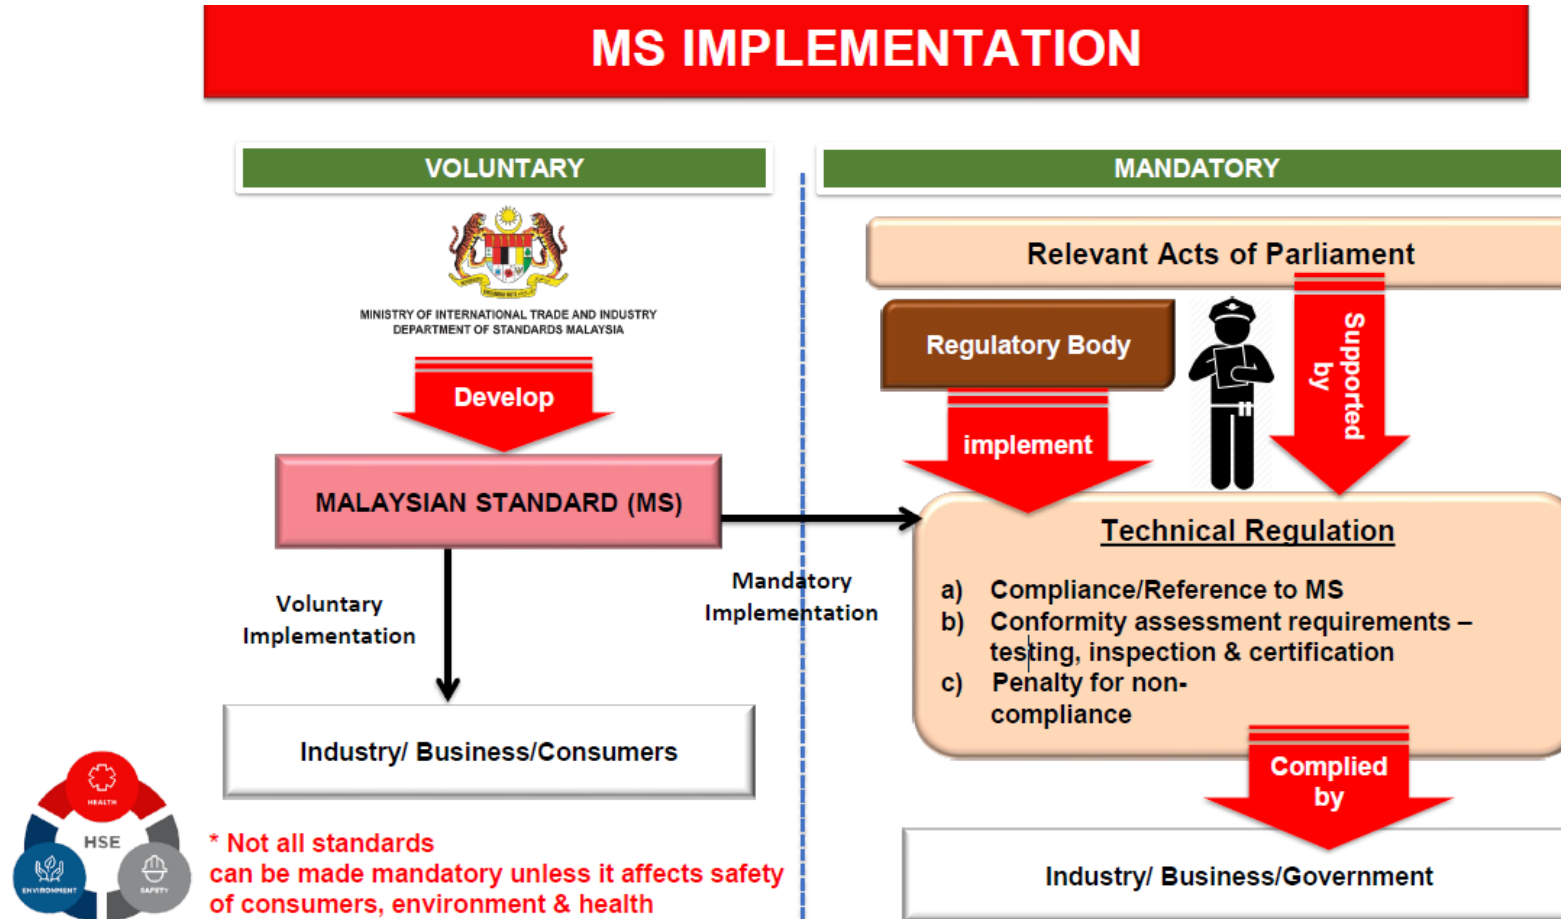 MS IMPLEMENTATION
VOLUNTARY
MINISTRY OF INTERNATIONAL TRADE AND INDUSTRY
DEPARTMENT OF STANDARDS MALAYSIA
Develop
MALAYSIAN STANDARD (MS)
Voluntary
Implementation
Mandatory
Implementation
Industry/ Business/Consumers
HEALTH
HSE
ENVIRONMENT
SAFETY
* Not all standards
can be made mandatory unless it affects safety
of consumers, environment & health
MANDATORY
Relevant Acts of Parliament
Regulatory Body
implement
Supported
by
Technical Regulation
a) Compliance/Reference to MS
b) Conformity assessment requirements –
testing, inspection & certification
c) Penalty for non-
compliance
Complied
by
Industry/ Business/Government